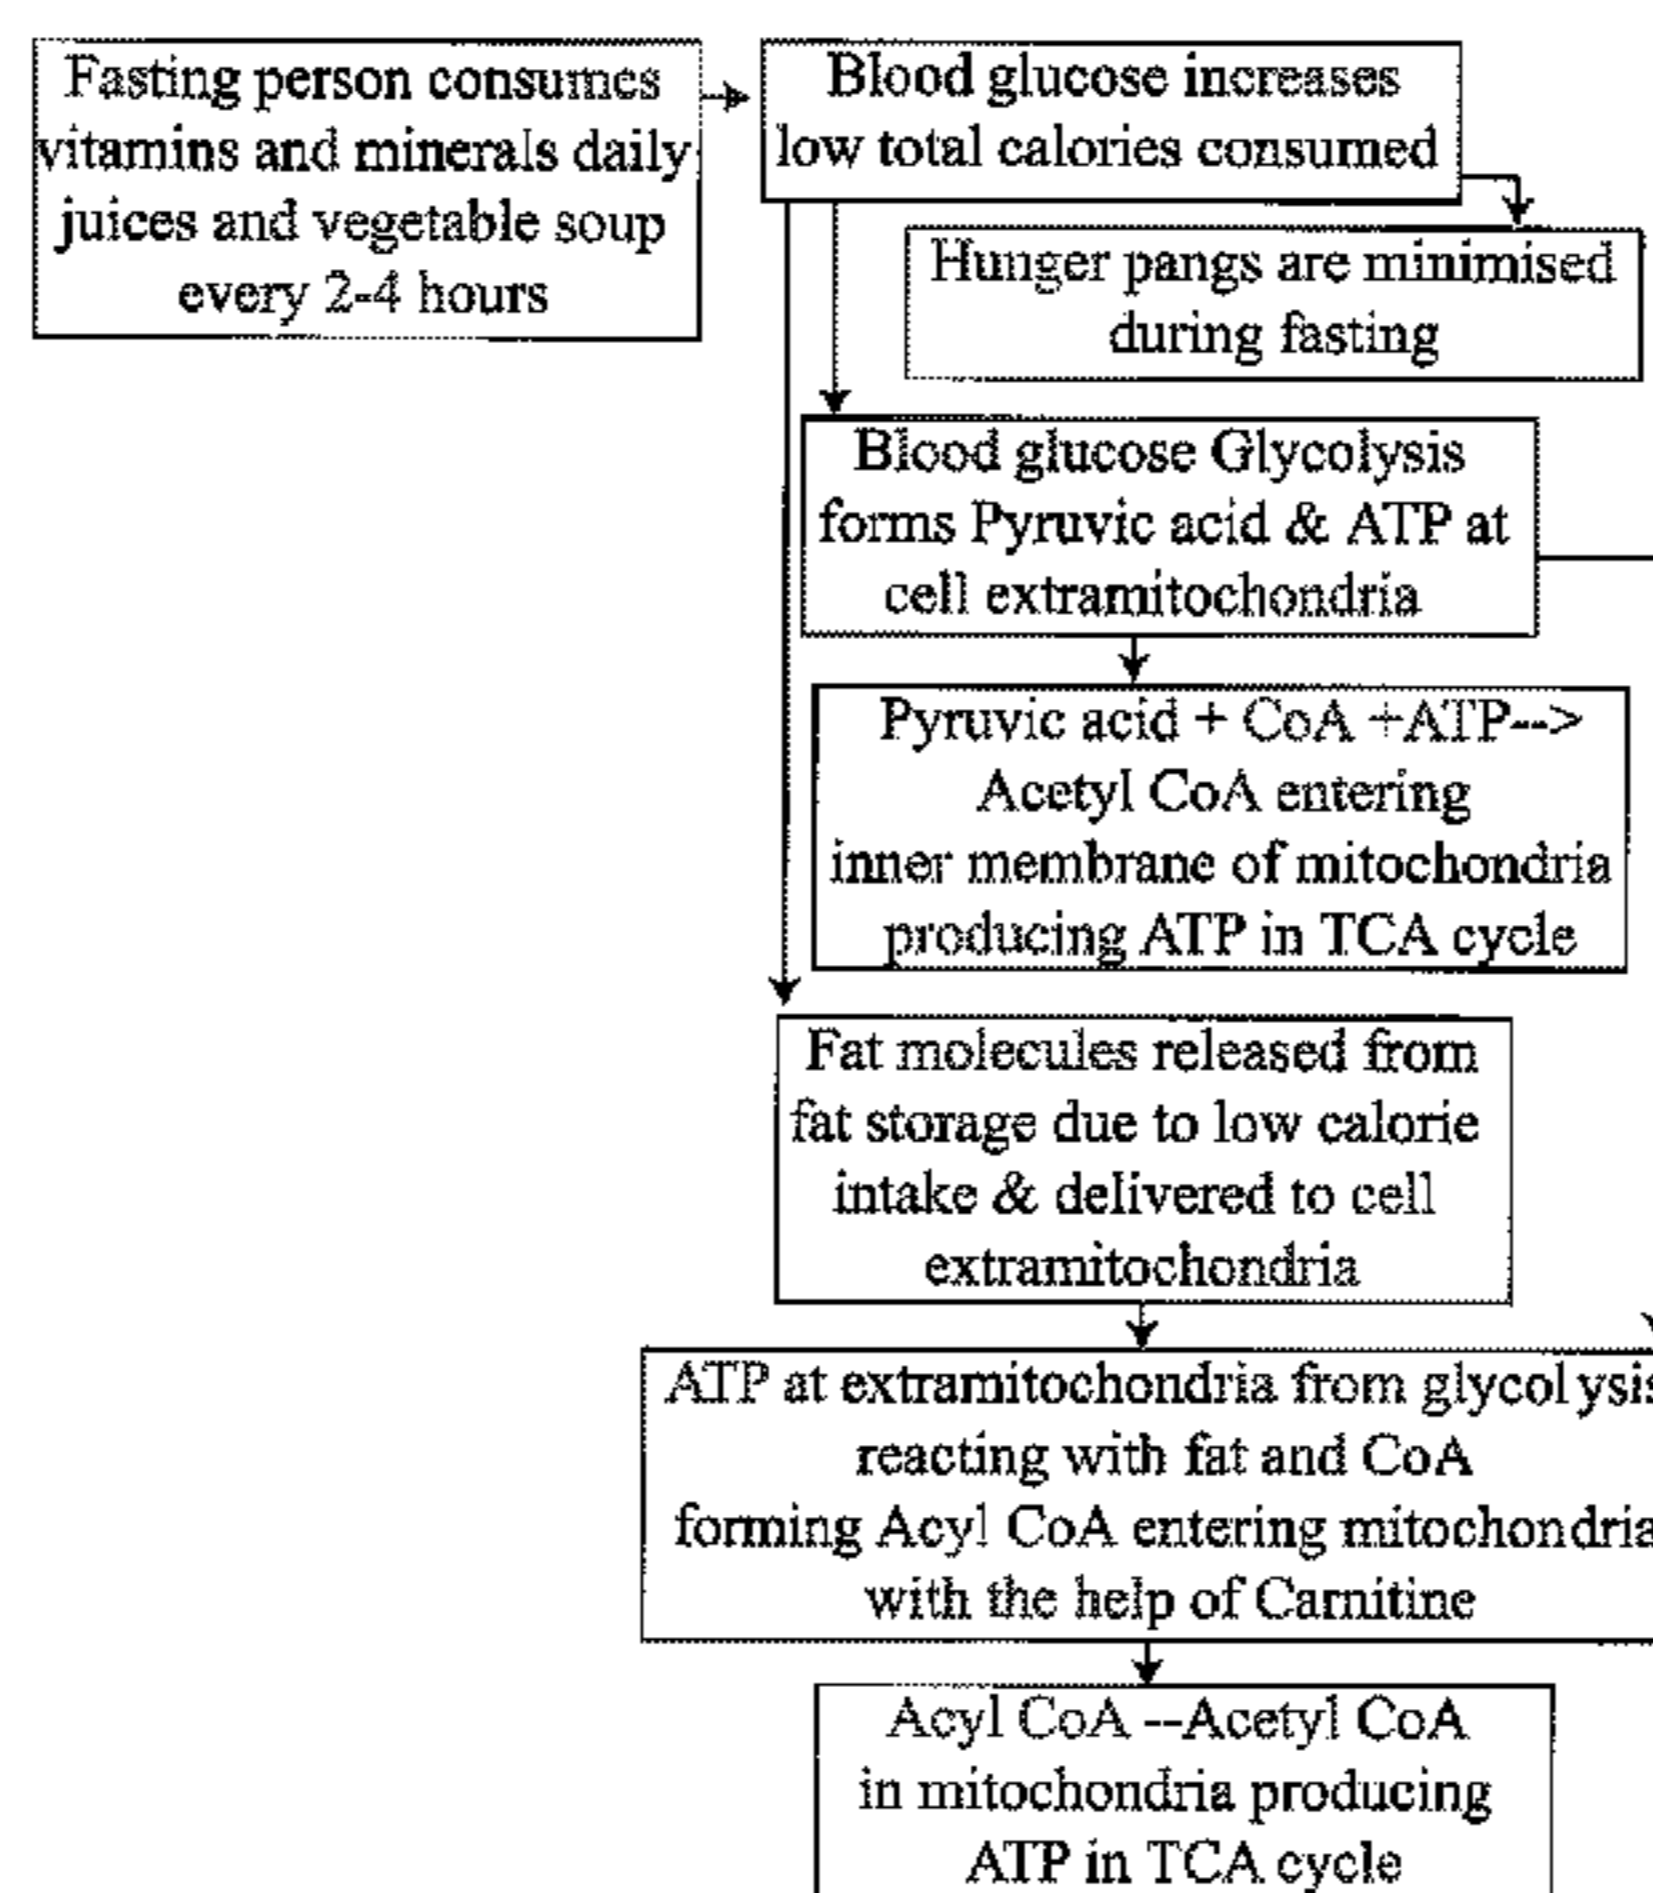 Fasting person consumes
vitamins and minerals daily
juices and vegetable soup
every 2-4 hours
Blood glucose increases
low total calories consumed
Hunger pangs are minimised
during fasting
Blood glucose Glycolysis
forms Pyruvic acid & ATP at
cell extramitochondria
Pyruvic acid + CoA +ATP-->
Acetyl CoA entering
inner membrane of mitochondria
producing ATP in TCA cycle
Fat molecules released from
fat storage due to low calorie
intake & delivered to cell
extramitochondria
ATP at extramitochondria from glycolysis
reacting with fat and CoA
forming Acyl CoA entering mitochondria
with the help of Carnitine
Acyl CoA --Acetyl CoA
in mitochondria producing
ATP in TCA cycle